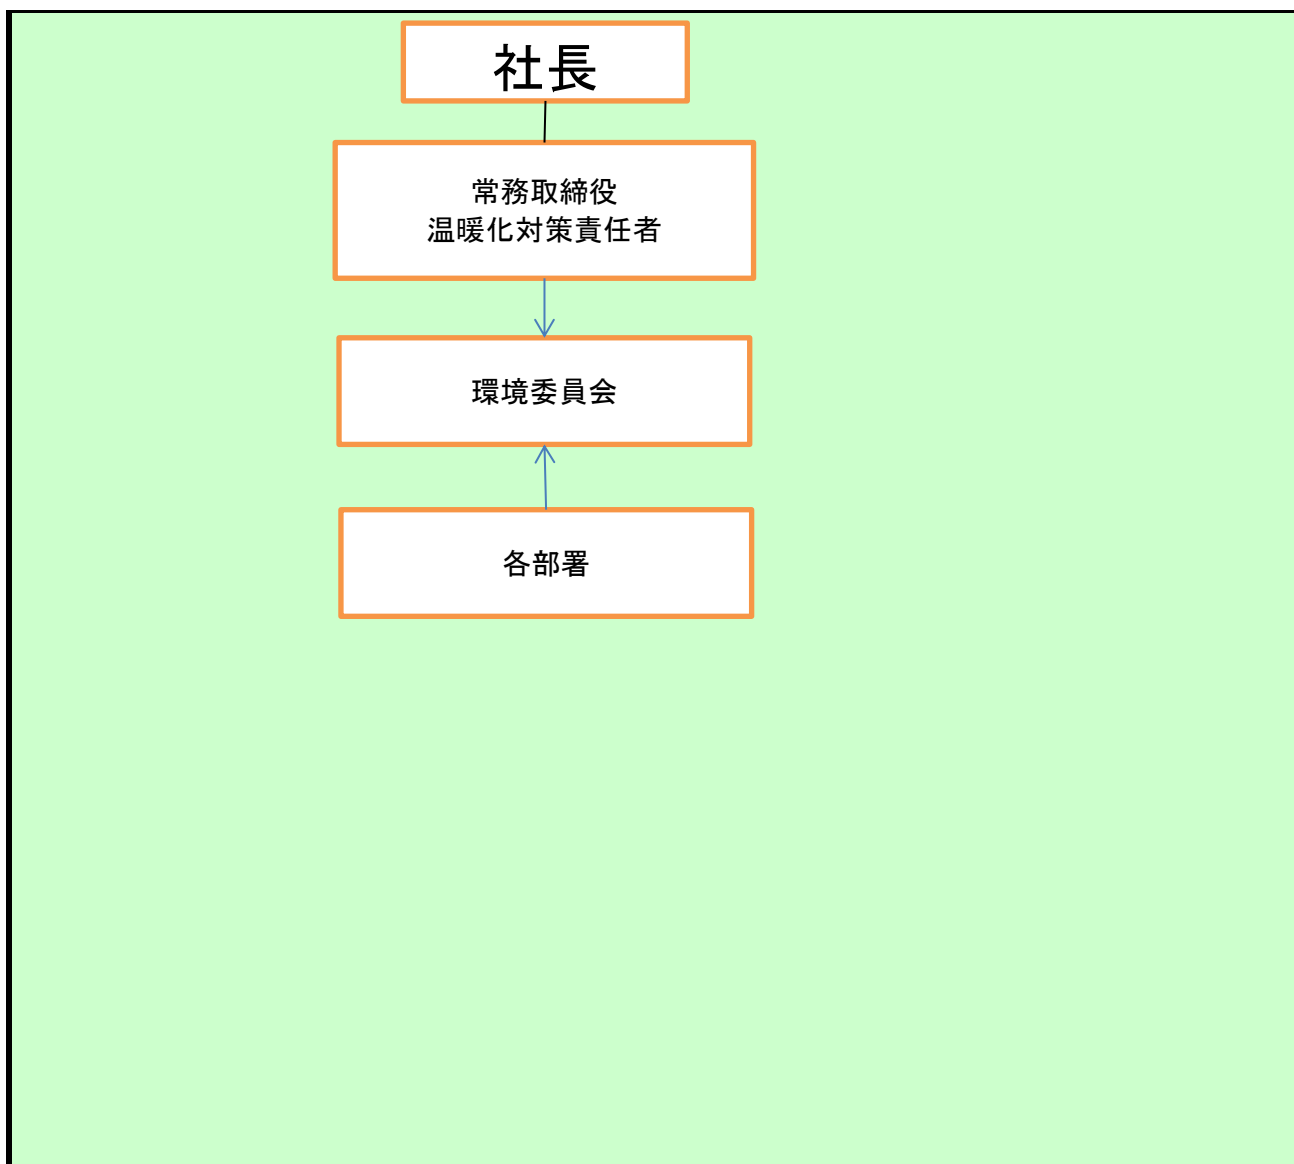 社長
常務取締役
温暖化対策責任者
環境委員会
各部署